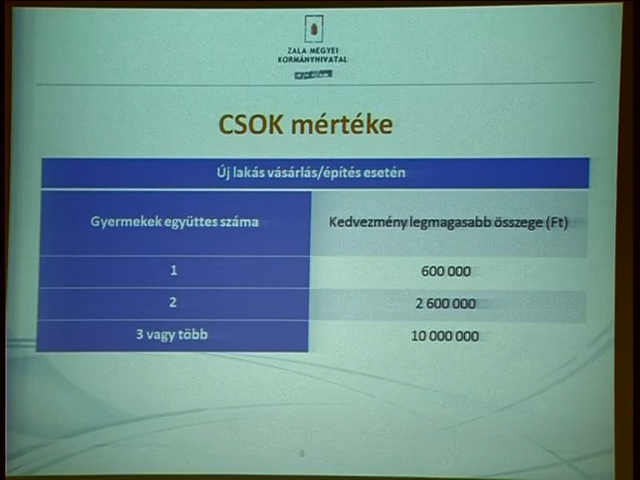 ZALA MEGYEI
KORMÁNYHIVATAL
CSOK mértéke
Új lakás vásárlás/építés esetén
Gyermekek együttes száma
Kedvezmény legmagasabb összege (Ft)
1
600 000
2
2 600 000
3 vagy több
10 000 000